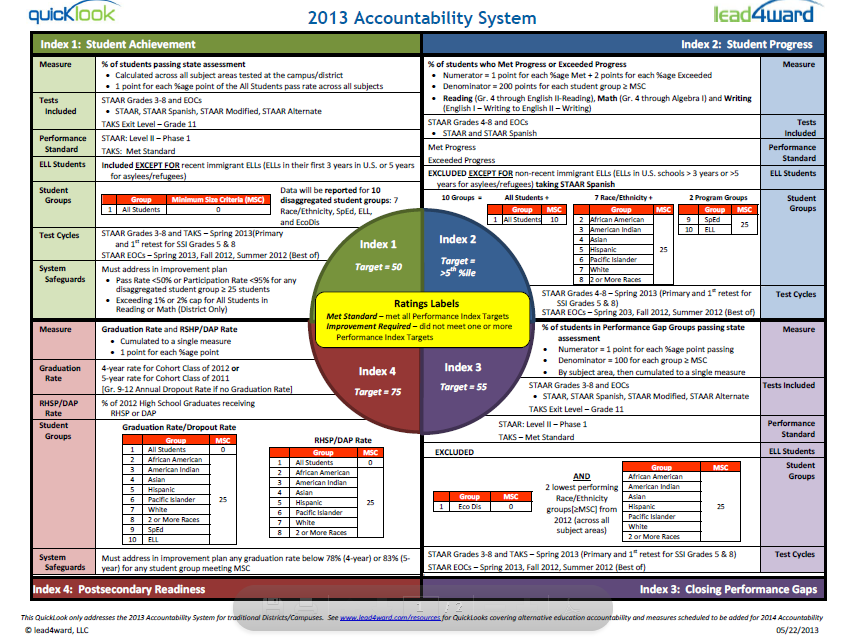 quicklook
2013 Accountability System
lead4ward
Index 1: Student Achievement
Measure
% of students passing state assessment
• Calculated across all subject areas tested at the campus/district
• 1 point for each %age point of the All Students pass rate across all subjects
Tests
Included
STAAR Grades 3-8 and EOCs
• STAAR, STAAR Spanish, STAAR Modified, STAAR Alternate
TAKS Exit Level – Grade 11
Performance
Standard
STAAR: Level II – Phase 1
TAKS: Met Standard
ELL Students
Included EXCEPT FOR recent immigrant ELLs (ELLs in their first 3 years in U.S. or 5 years
for asylees/refugees)
Student
Groups
Group Minimum Size Criteria (MSC)
1 All Students 0
Data will be reported for 10
disaggregated student groups: 7
Race/Ethnicity, SpEd, ELL,
and EcoDis
Test Cycles
STAAR Grades 3-8 and TAKS – Spring 2013(Primary
and 1st retest for SSI Grades 5 & 8)
STAAR EOCs – Spring 2013, Fall 2012, Summer 2012 (Best of)
System
Safeguards
Must address in improvement plan
• Pass Rate <50% or Participation Rate <95% for any
disaggregated student group ≥ 25 students
• Exceeding 1% or 2% cap for All Students in
Reading or Math (District Only)
Index 2: Student Progress
% of students who Met Progress or Exceeded Progress
• Numerator = 1 point for each %age Met + 2 points for each %age Exceeded
• Denominator = 200 points for each student group ≥ MSC
• Reading (Gr. 4 through English II-Reading), Math (Gr. 4 through Algebra I) and Writing
(English I – Writing to English II – Writing)
Measure
STAAR Grades 4-8 and EOCs
• STAAR and STAAR Spanish
Tests
Included
Met Progress
Exceeded Progress
Performance
Standard
EXCLUDED EXCEPT FOR non-recent immigrant ELLs (ELLs in U.S. schools > 3 years or >5
years for asylees/refugees) taking STAAR Spanish
ELL Students
10 Groups = All Students + 7 Race/Ethnicity + 2 Program Groups
Group MSC
1 All Students 10
Group MSC
2 African American
3 American Indian
4 Asian
5 Hispanic
6 Pacific Islander
7 White
8 2 or More Races
25
Group MSC
9 SpEd
10 ELL
25
Student
Groups
STAAR Grades 4-8 – Spring 2013 (Primary and 1st retest for
SSI Grades 5 & 8)
STAAR EOCs – Spring 203, Fall 2012, Summer 2012 (Best of)
Test Cycles
Index 1
Target = 50
Index 2
Target =
>5th %ile
Ratings Labels
Met Standard – met all Performance Index Targets
Improvement Required – did not meet one or more
Performance Index Targets
Index 4
Target = 75
Index 3
Target = 55
Measure
Graduation Rate and RSHP/DAP Rate
• Cumulated to a single measure
• 1 point for each %age point
Graduation
Rate
4-year rate for Cohort Class of 2012 or
5-year rate for Cohort Class of 2011
[Gr. 9-12 Annual Dropout Rate if no Graduation Rate]
RHSP/DAP
Rate
% of 2012 High School Graduates receiving
RHSP or DAP
Student
Groups
Graduation Rate/Dropout Rate
Group MSC
1 All Students 0
2 African American
3 American Indian
4 Asian
5 Hispanic
6 Pacific Islander
7 White
8 2 or More Races
9 SpEd
10 ELL
25
RHSP/DAP Rate
Group MSC
1 All Students 0
2 African American
3 American Indian
4 Asian
5 Hispanic
6 Pacific Islander
7 White
8 2 or More Races
25
System
Safeguards
Must address in improvement plan any graduation rate below 78% (4-year) or 83% (5-
year) for any student group meeting MSC
Index 4: Postsecondary Readiness
% of students in Performance Gap Groups passing state
assessment
• Numerator = 1 point for each %age point passing
• Denominator = 100 for each group ≥ MSC
• By subject area, then cumulated to a single measure
Measure
STAAR Grades 3-8 and EOCs
• STAAR, STAAR Spanish, STAAR Modified, STAAR Alternate
TAKS Exit Level – Grade 11
Tests Included
STAAR: Level II – Phase 1
TAKS – Met Standard
Performance
Standard
EXCLUDED
ELL Students
Group MSC
1 Eco Dis 0
AND
2 lowest performing
Race/Ethnicity
groups[≥MSC] from
2012 (across all
subject areas)
Group MSC
African American
American Indian
Asian
Hispanic
Pacific Islander
White
2 or More Races
25
Student
Groups
STAAR Grades 3-8 and TAKS – Spring 2013 (Primary and 1st retest for SSI Grades 5 & 8)
STAAR EOCs – Spring 2013, Fall 2012, Summer 2012 (Best of)
Test Cycles
Index 3: Closing Performance Gaps
1 / 2
This QuickLook only addresses the 2013 Accountability System for traditional Districts/Campuses. See www.lead4ward.com/resources for QuickLooks covering alternative education accountability and measures scheduled to be added for 2014 Accountability
© lead4ward, LLC
05/22/2013